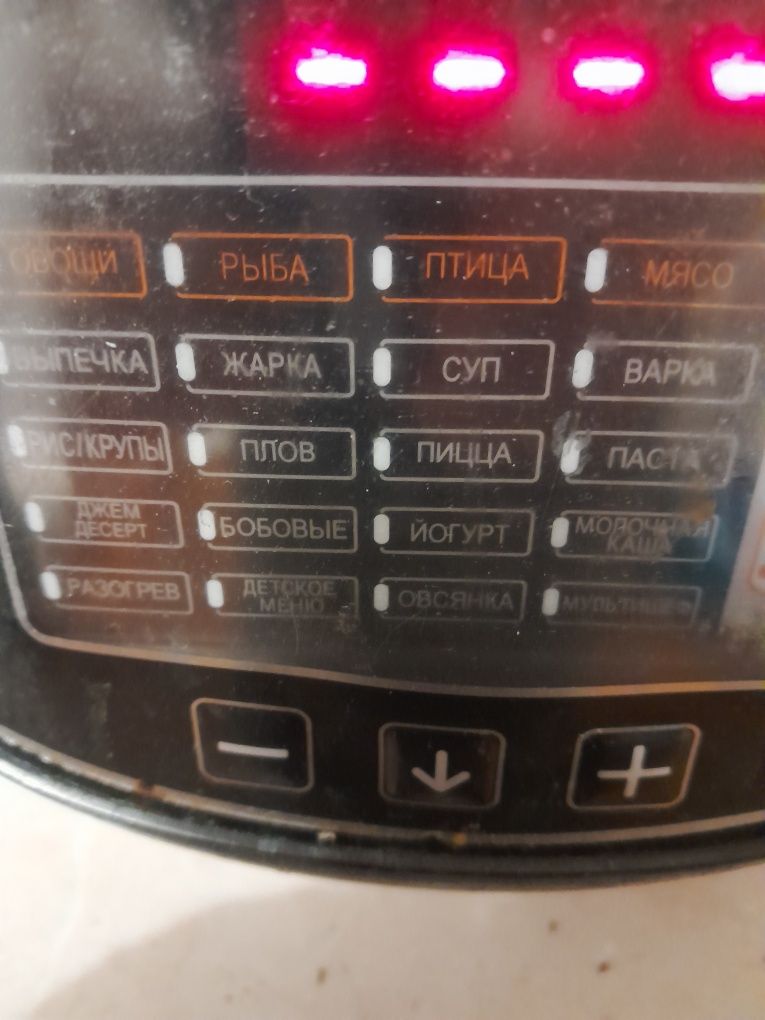 ОВОЩИ РЫБА ПТИЦА МЯСО
ВЫПЕЧКА ЖАРКА СУП ВАРКА
РИС/КРУПЫ ПЛОВ ПИЦЦА ПАСТА
ДЖЕМ
ДЕСЕРТ БОБОВЫЕ ЙОГУРТ МОЛОЧНАЯ
КАША
РАЗОГРЕВ ДЕТСКОЕ
МЕНЮ ОВСЯНКА МУЛЬТИШЕФ